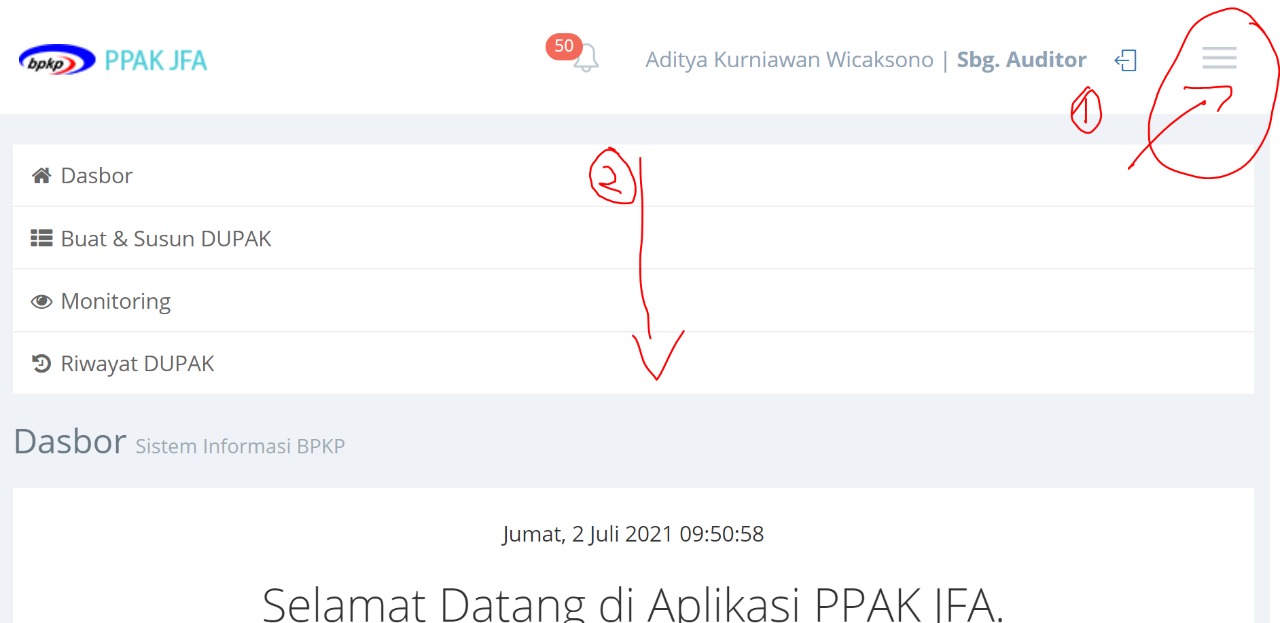 bpkp PPAK JFA
50
Aditya Kurniawan Wicaksono | Sbg. Auditor
1
2
Dasbor
Buat & Susun DUPAK
Monitoring
Riwayat DUPAK
Dasbor Sistem Informasi BPKP
Jumat, 2 Juli 2021 09:50:58
Selamat Datang di Aplikasi PPAK JFA.